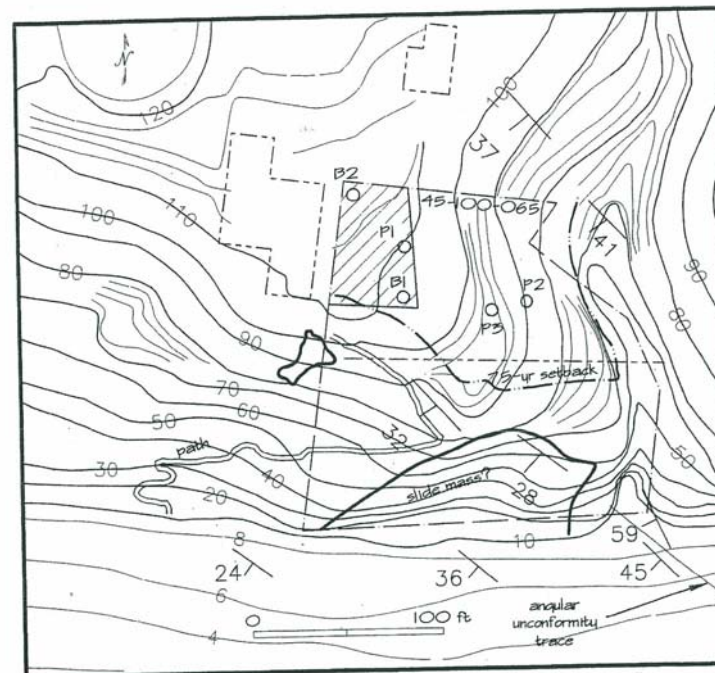 N
120
100
37
B2
110
100
45-100-065
P1
41
80
90
B1
P2
P3
90
80
75-yr setback
70
60
50
32
path
50
30
40
20
slide mass?
28
8
10
59
24
36
45
6
0
100 ft
angular
unconformity
trace
4